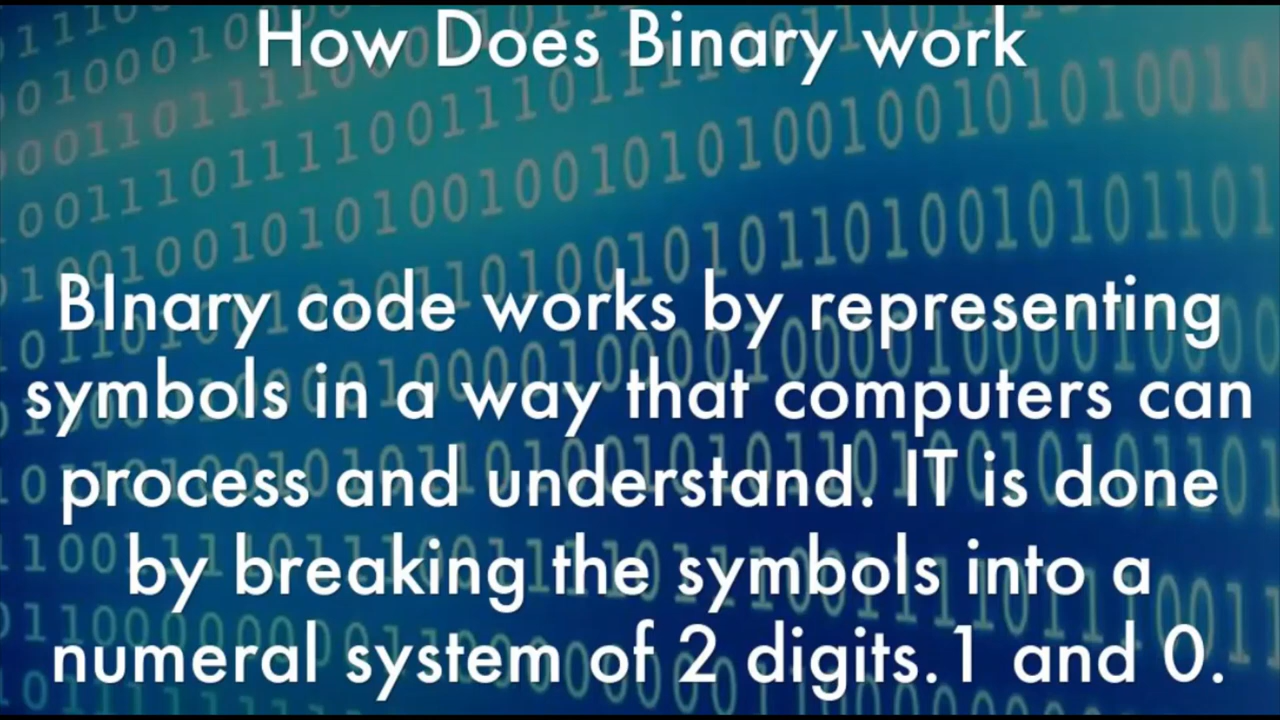 How Does Binary work
BInary code works by representing
symbols in a way that computers can
process and understand. IT is done
by breaking the symbols into a
numeral system of 2 digits.1 and 0.